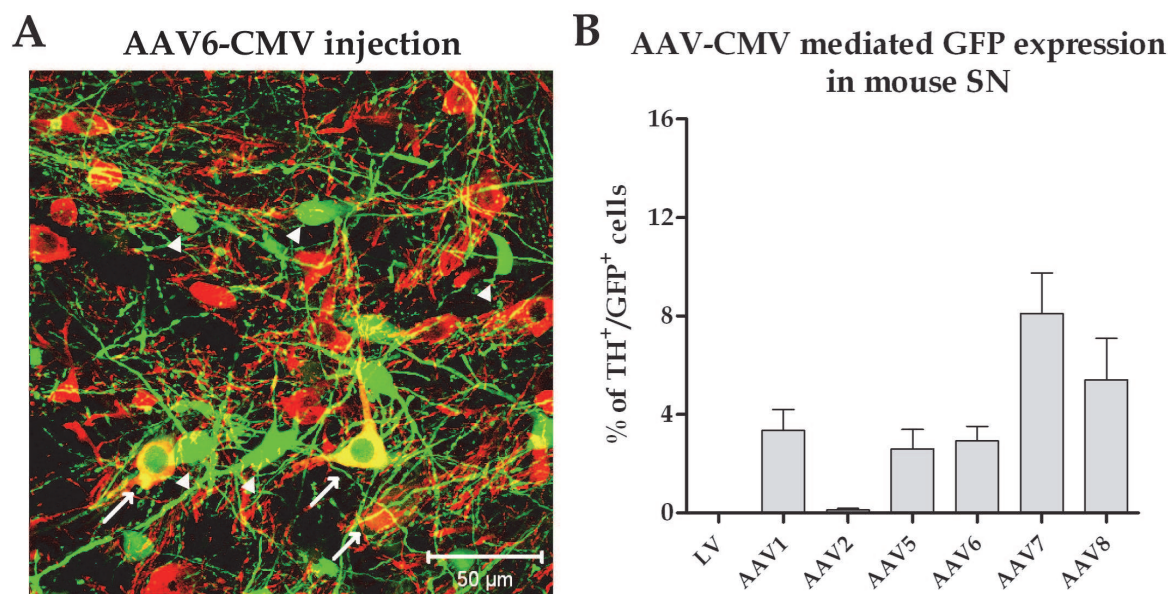 A
AAV6-CMV injection
50 µm
B
AAV-CMV mediated GFP expression
in mouse SN
% of TH⁺/GFP⁺ cells
16
12
8
4
0
LV
AAV1
AAV2
AAV5
AAV6
AAV7
AAV8